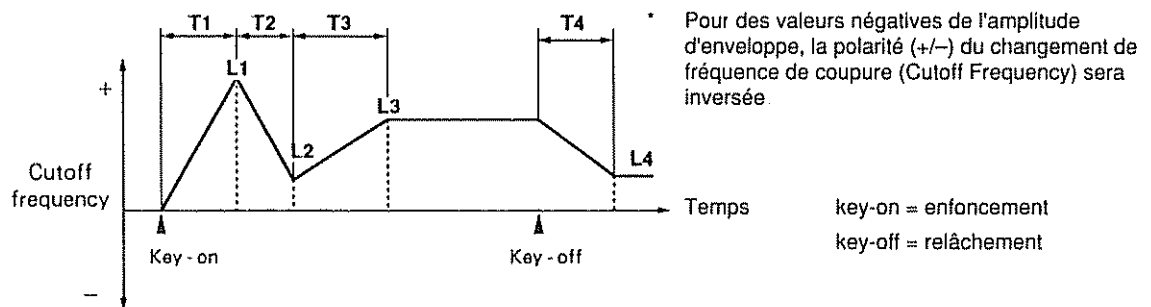 T1 T2 T3 T4
* Pour des valeurs négatives de l'amplitude
d'enveloppe, la polarité (+/–) du changement de
fréquence de coupure (Cutoff Frequency) sera
inversée
+
L1
L3
L2
L4
Cutoff
frequency
Temps
key-on = enfoncement
key-off = relâchement
Key - on
Key - off
–